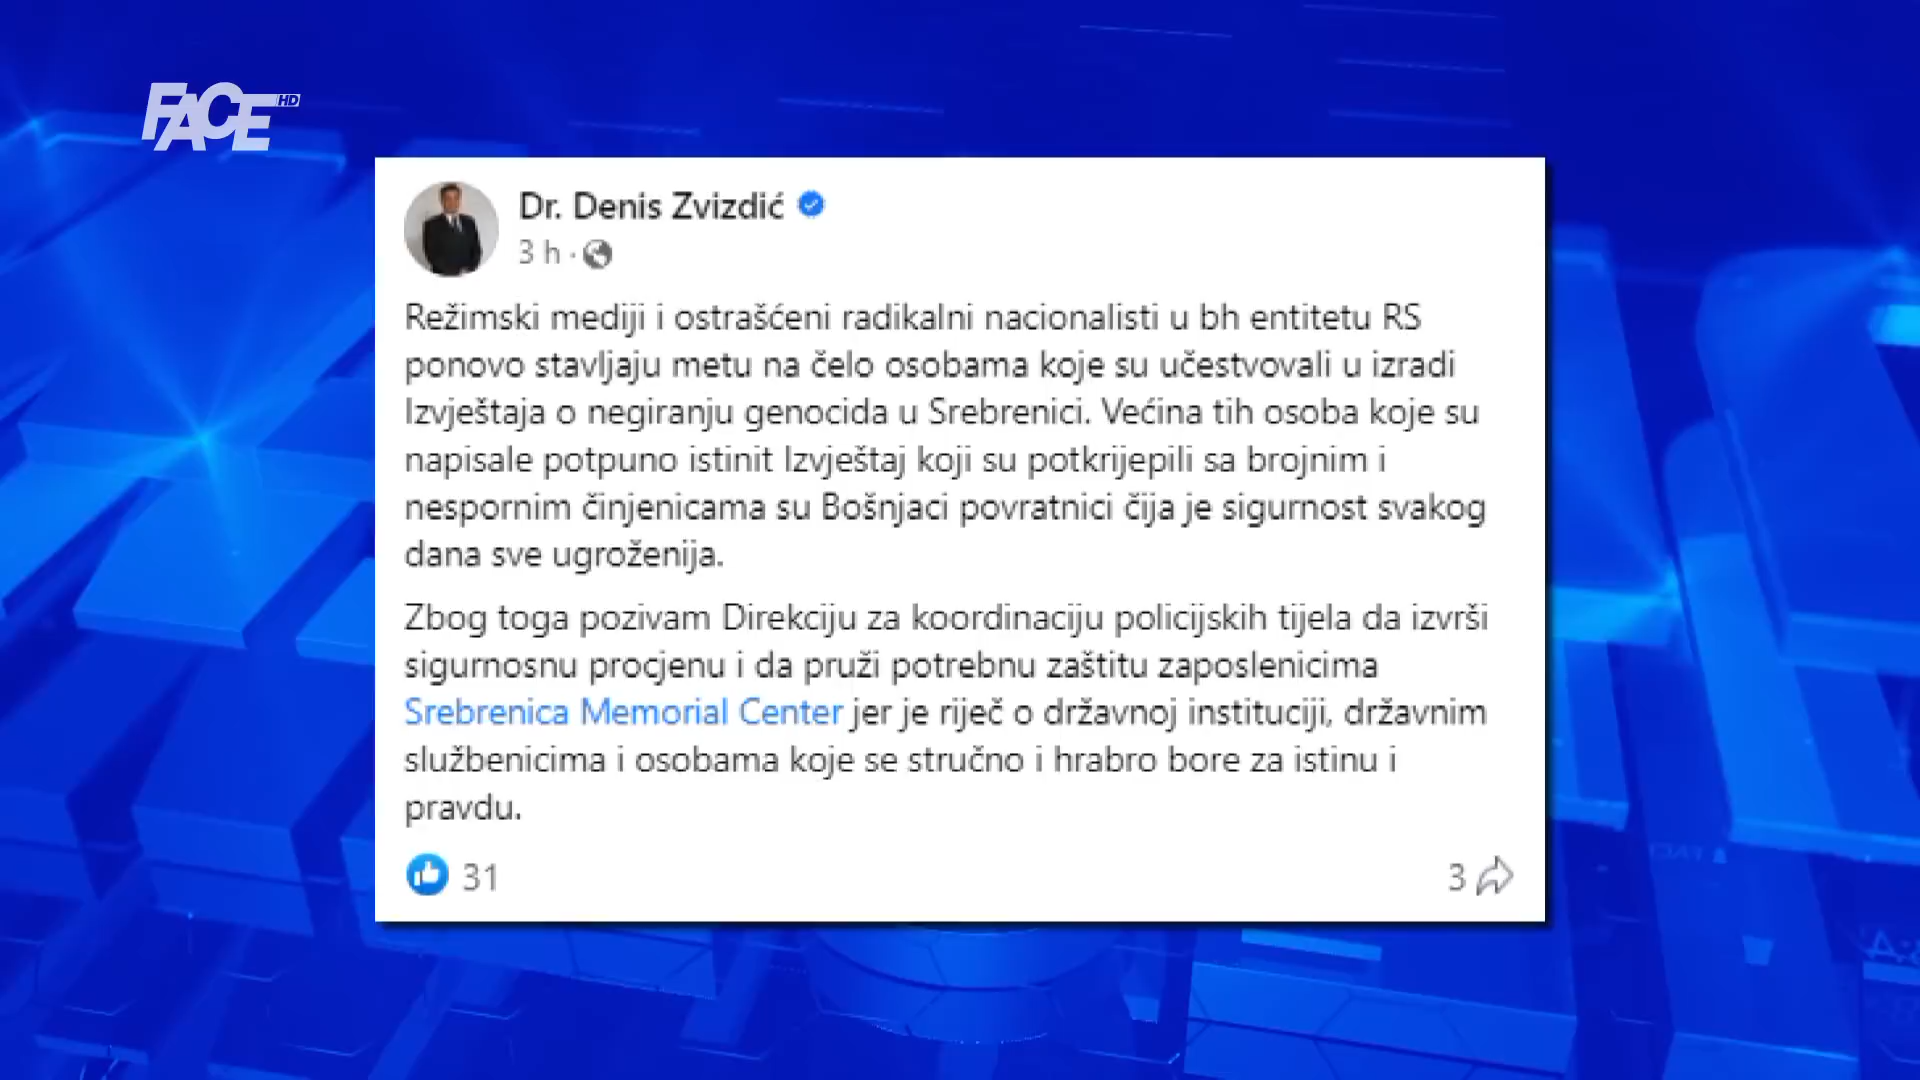 FACE HD
Dr. Denis Zvizdić
3 h ·
Režimski mediji i ostrašćeni radikalni nacionalisti u bh entitetu RS
ponovo stavljaju metu na čelo osobama koje su učestvovali u izradi
Izvještaja o negiranju genocida u Srebrenici. Većina tih osoba koje su
napisale potpuno istinit Izvještaj koji su potkrijepili sa brojnim i
nespornim činjenicama su Bošnjaci povratnici čija je sigurnost svakog
dana sve ugroženija.
Zbog toga pozivam Direkciju za koordinaciju policijskih tijela da izvrši
sigurnosnu procjenu i da pruži potrebnu zaštitu zaposlenicima
Srebrenica Memorial Center jer je riječ o državnoj instituciji, državnim
službenicima i osobama koje se stručno i hrabro bore za istinu i
pravdu.
31
3